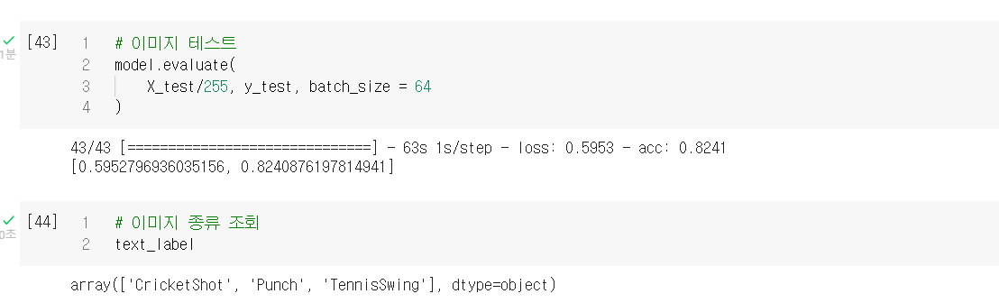 [43] 1 # 이미지 테스트
1분 2 model.evaluate(
3 X_test/255, y_test, batch_size = 64
4 )
43/43 [==============================] - 63s 1s/step - loss: 0.5953 - acc: 0.8241
[0.5952796936035156, 0.8240876197814941]
[44] 1 # 이미지 종류 조회
0초 2 text_label
array(['CricketShot', 'Punch', 'TennisSwing'], dtype=object)